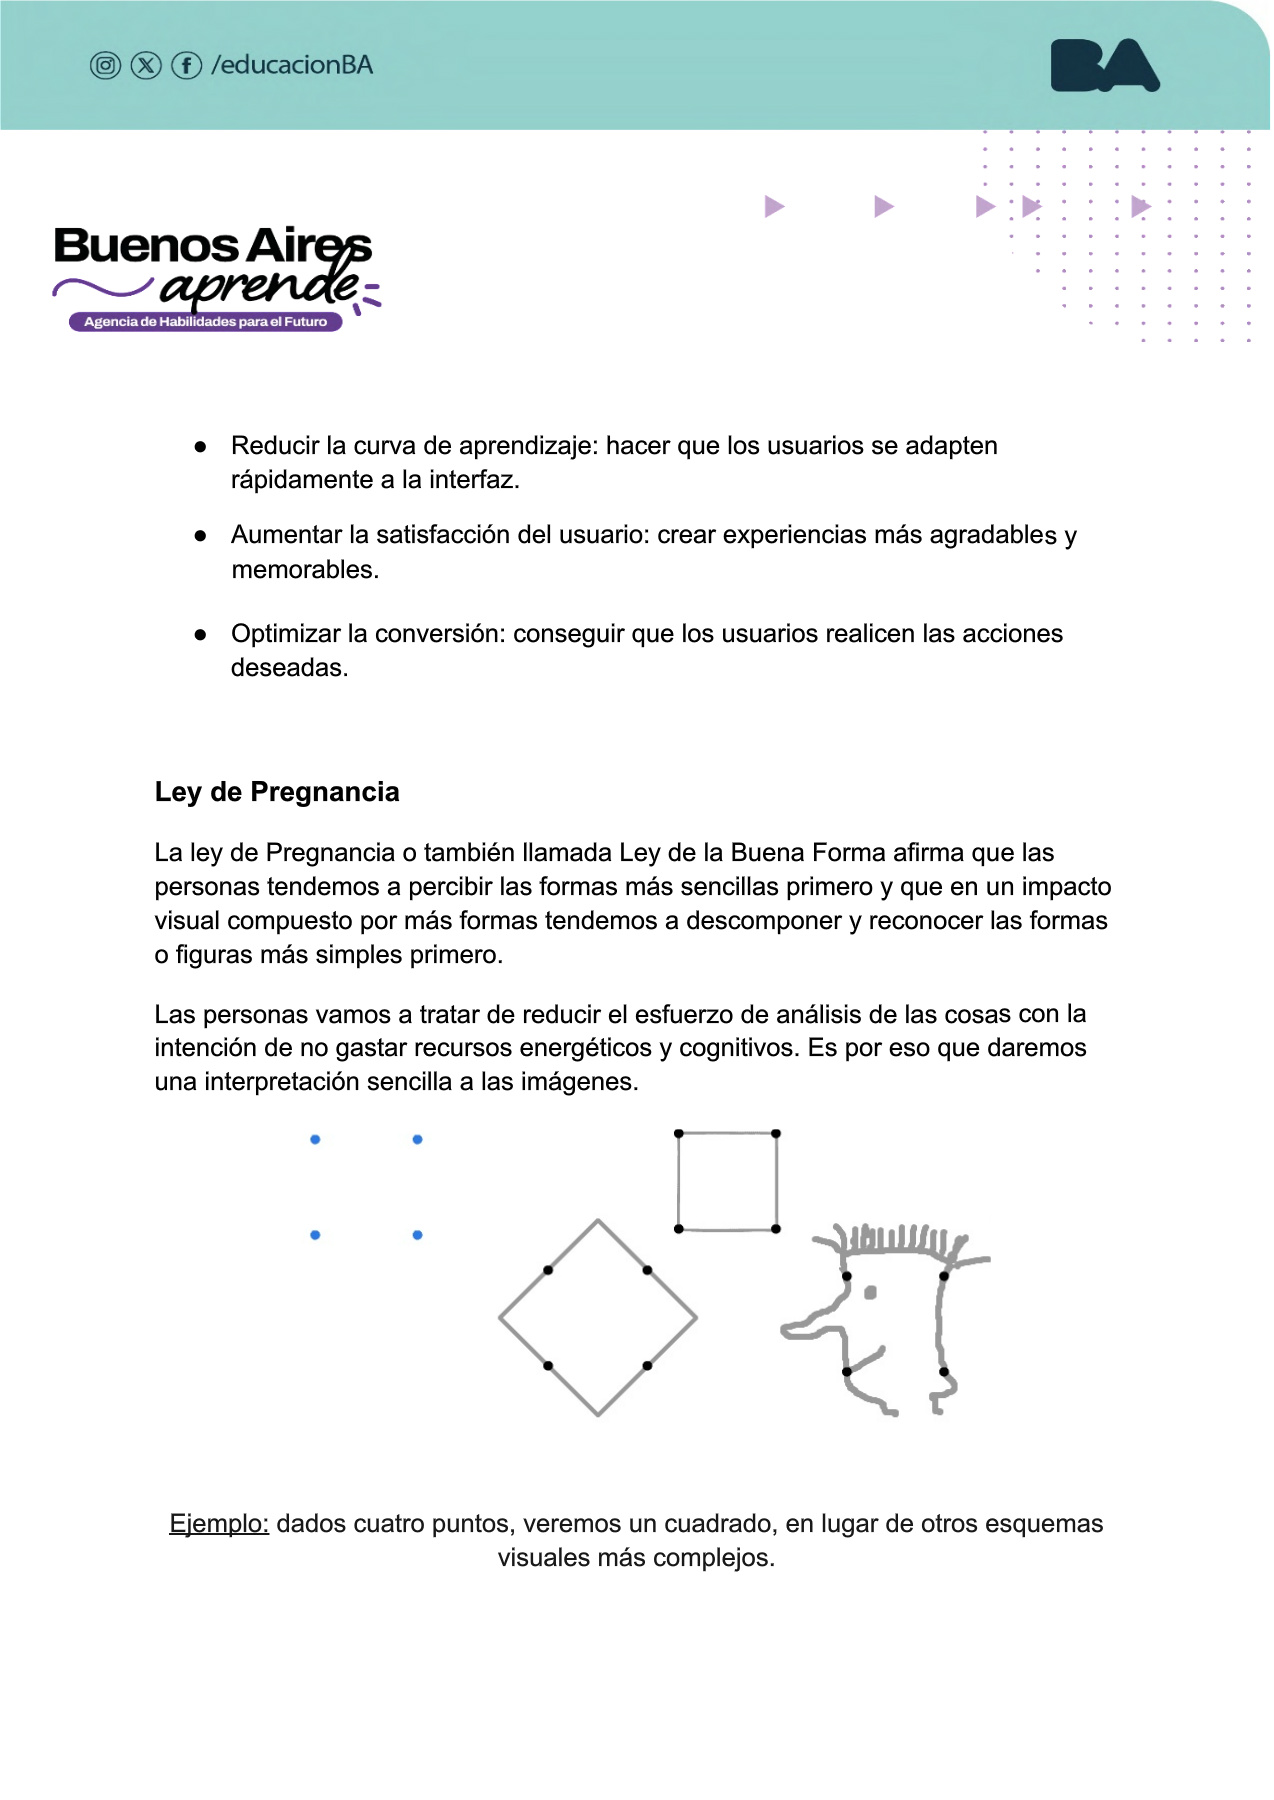 /educacionBA
BA
Buenos Aires
aprende
Agencia de Habilidades para el Futuro
● Reducir la curva de aprendizaje: hacer que los usuarios se adapten
rápidamente a la interfaz.
● Aumentar la satisfacción del usuario: crear experiencias más agradables y
memorables.
● Optimizar la conversión: conseguir que los usuarios realicen las acciones
deseadas.
Ley de Pregnancia
La ley de Pregnancia o también llamada Ley de la Buena Forma afirma que las
personas tendemos a percibir las formas más sencillas primero y que en un impacto
visual compuesto por más formas tendemos a descomponer y reconocer las formas
o figuras más simples primero.
Las personas vamos a tratar de reducir el esfuerzo de análisis de las cosas con la
intención de no gastar recursos energéticos y cognitivos. Es por eso que daremos
una interpretación sencilla a las imágenes.
Ejemplo: dados cuatro puntos, veremos un cuadrado, en lugar de otros esquemas
visuales más complejos.